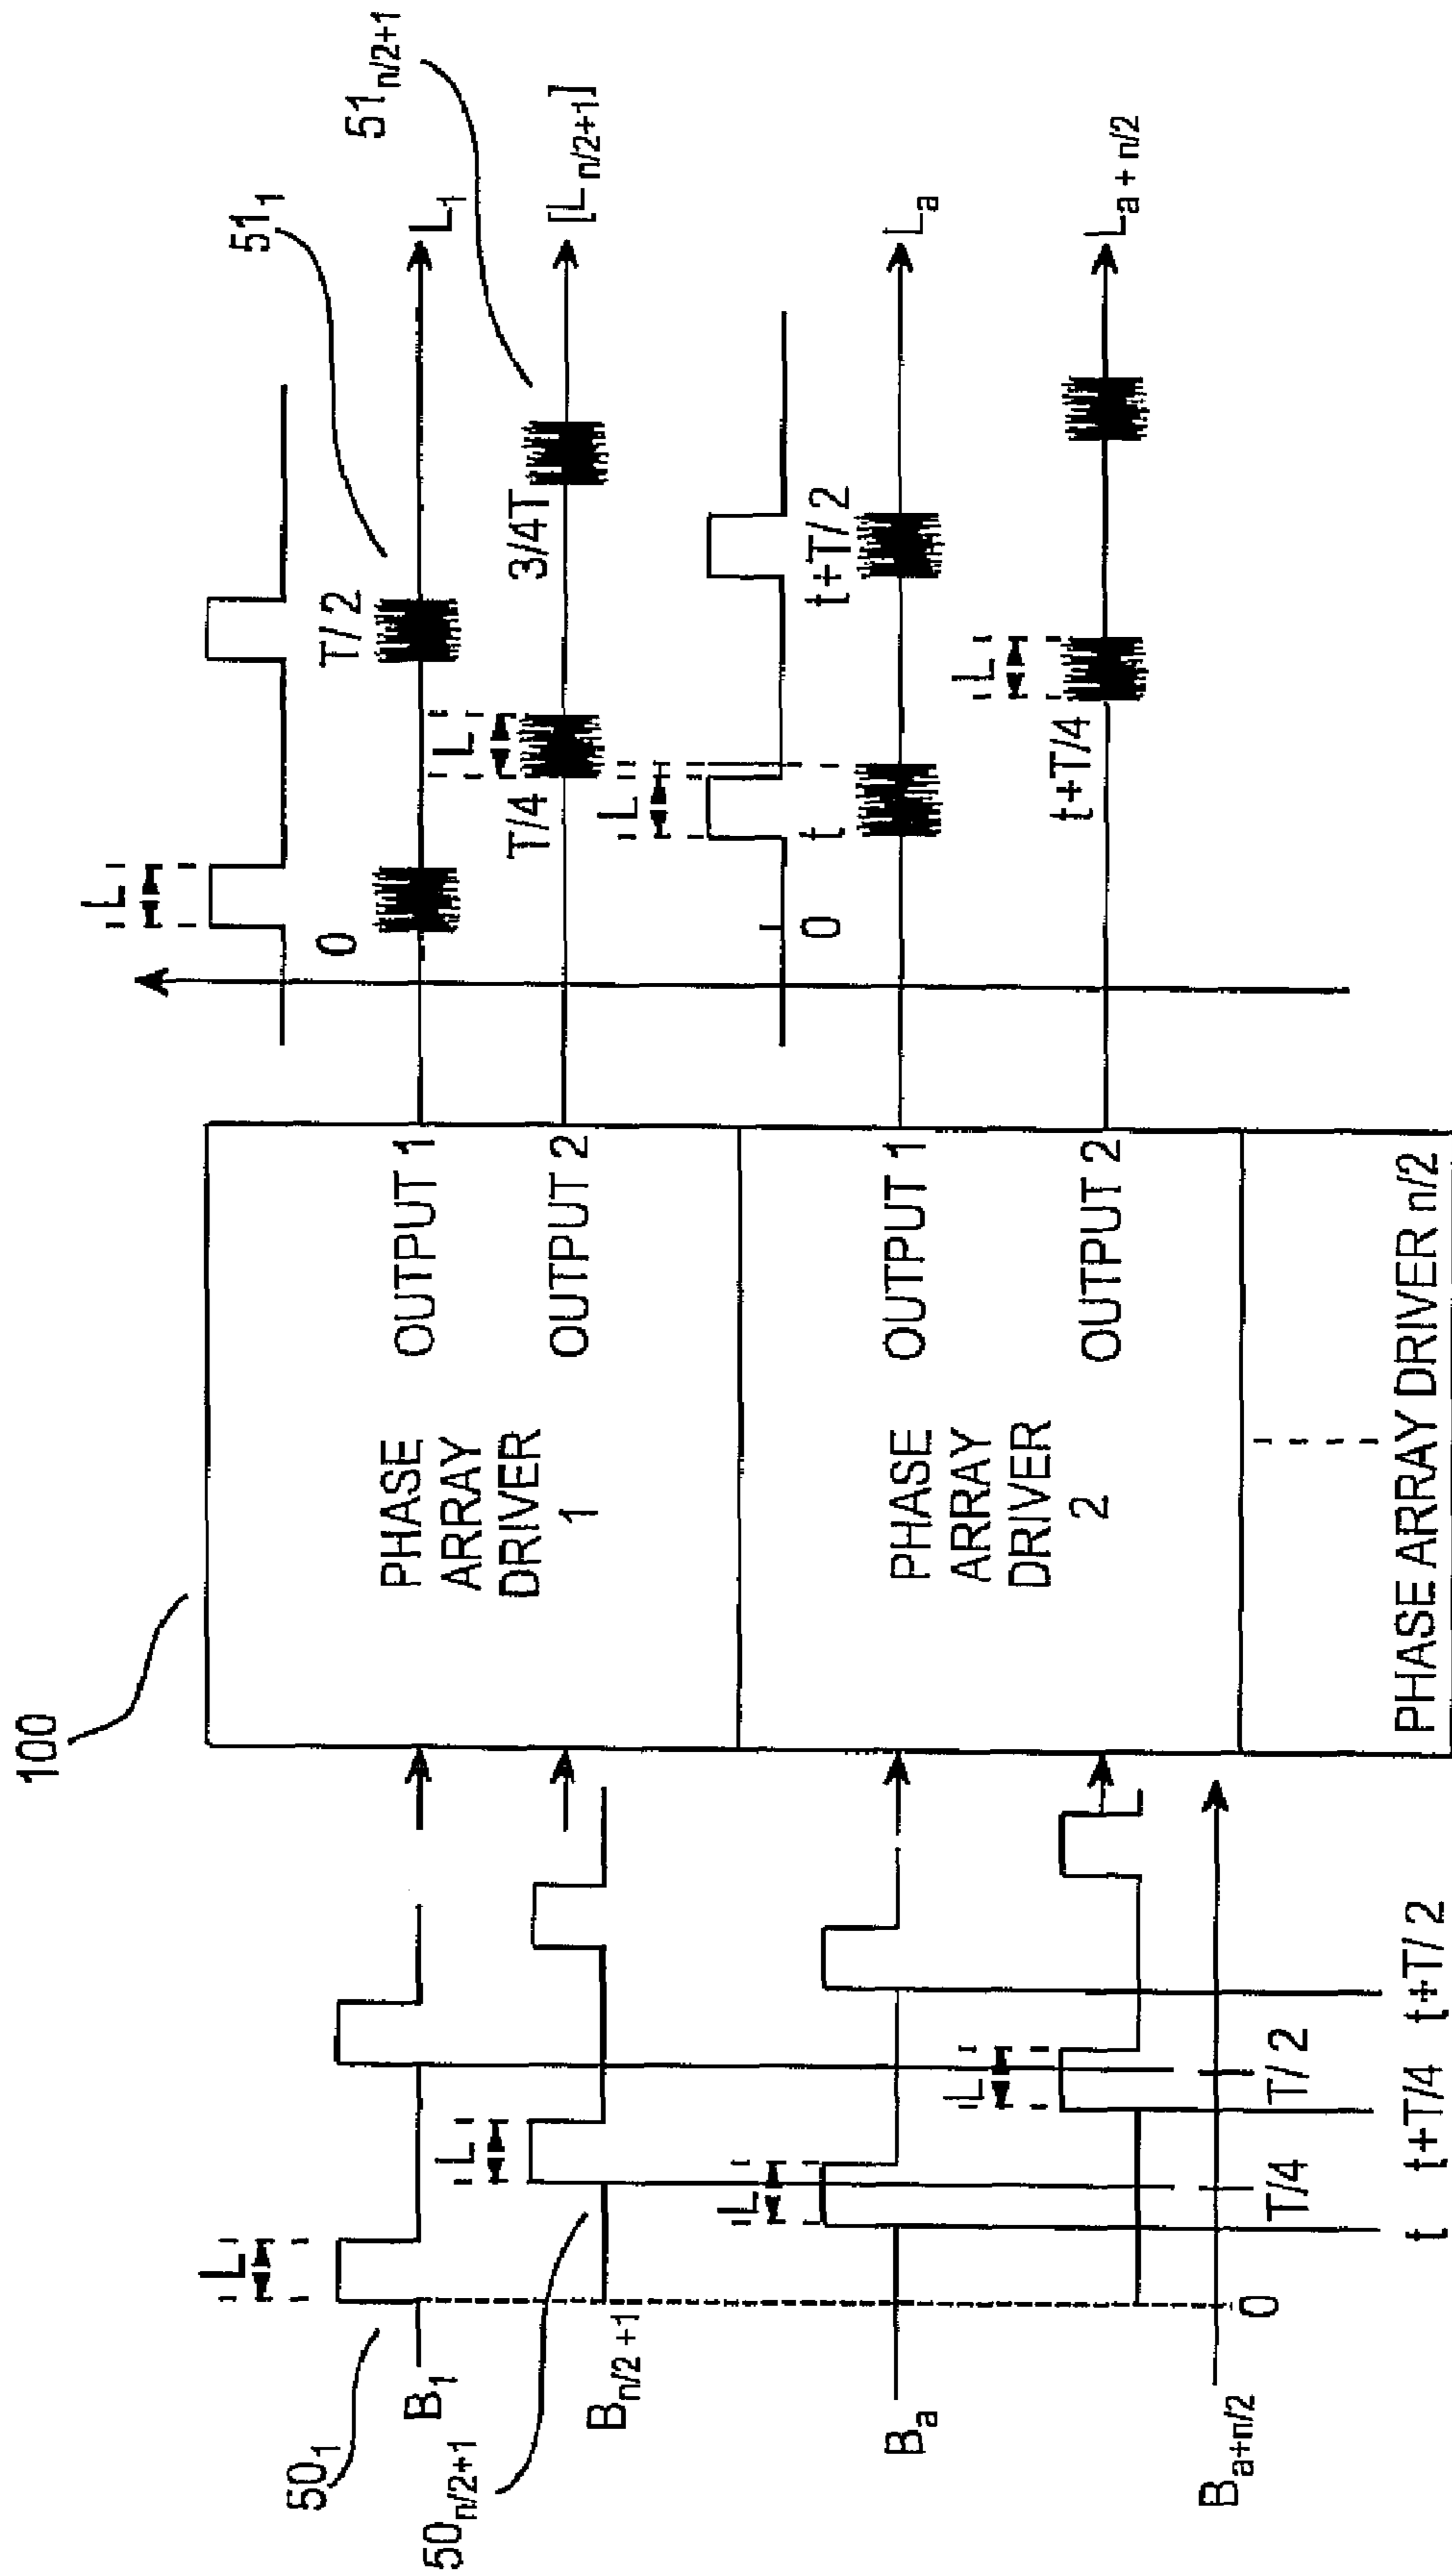 100
50₁
50ₙ/₂₊₁
B₁
Bₙ/₂₊₁
Bₐ
Bₐ₊ₙ/₂
L
L
L
L
0
T/4
T/2
t
t+T/4
t+T/2
PHASE
ARRAY
DRIVER
1
OUTPUT 1
OUTPUT 2
PHASE
ARRAY
DRIVER
2
OUTPUT 1
OUTPUT 2
PHASE ARRAY DRIVER n/2
L
0
T/2
51₁
L₁
T/4
L
3/4T
51ₙ/₂₊₁
[Lₙ/₂₊₁]
L
0
t
t+T/2
Lₐ
t+T/4
L
Lₐ₊ₙ/₂